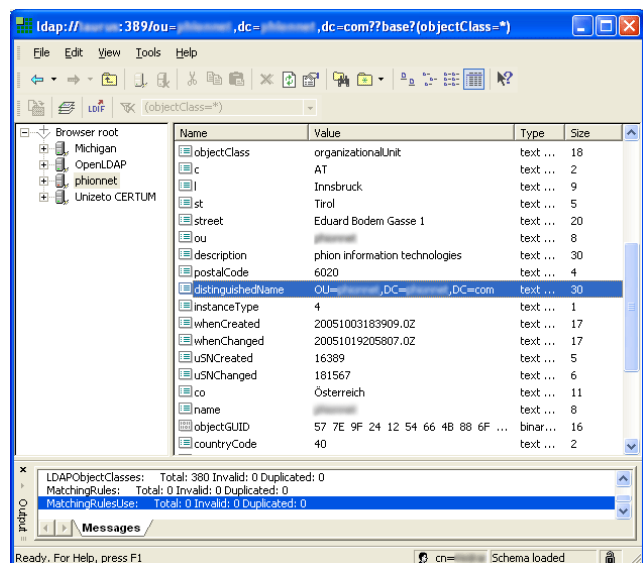 ldap:// :389/ou= ,dc= ,dc=com??base?(objectClass=*)
File Edit View Tools Help
LDIF (objectClass=*)
Browser root
Michigan
OpenLDAP
phionnet
Unizeto CERTUM
Name Value Type Size
objectClass organizationalUnit text ... 18
c AT text ... 2
l Innsbruck text ... 9
st Tirol text ... 5
street Eduard Bodem Gasse 1 text ... 20
ou text ... 8
description phion information technologies text ... 30
postalCode 6020 text ... 4
distinguishedName OU= ,DC= ,DC=com text ... 30
instanceType 4 text ... 1
whenCreated 20051003183909.0Z text ... 17
whenChanged 20051019205807.0Z text ... 17
uSNCreated 16389 text ... 5
uSNChanged 181567 text ... 6
co Österreich text ... 11
name text ... 8
objectGUID 57 7E 9F 24 12 54 66 4B 88 6F ... binar... 16
countryCode 40 text ... 2
Output
LDAPObjectClasses: Total: 380 Invalid: 0 Duplicated: 0
MatchingRules: Total: 0 Invalid: 0 Duplicated: 0
MatchingRulesUse: Total: 0 Invalid: 0 Duplicated: 0
Messages
Ready. For Help, press F1 cn= Schema loaded